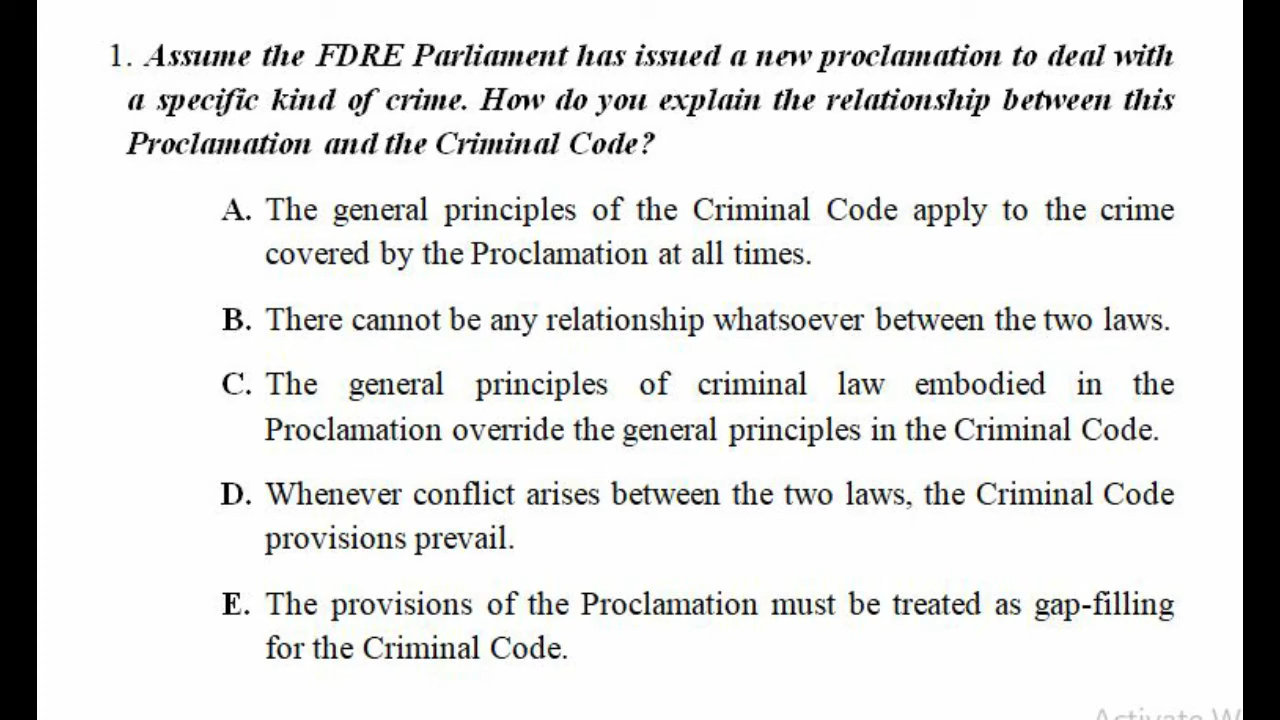 1. Assume the FDRE Parliament has issued a new proclamation to deal with
a specific kind of crime. How do you explain the relationship between this
Proclamation and the Criminal Code?
A. The general principles of the Criminal Code apply to the crime
covered by the Proclamation at all times.
B. There cannot be any relationship whatsoever between the two laws.
C. The general principles of criminal law embodied in the
Proclamation override the general principles in the Criminal Code.
D. Whenever conflict arises between the two laws, the Criminal Code
provisions prevail.
E. The provisions of the Proclamation must be treated as gap-filling
for the Criminal Code.
Activate W